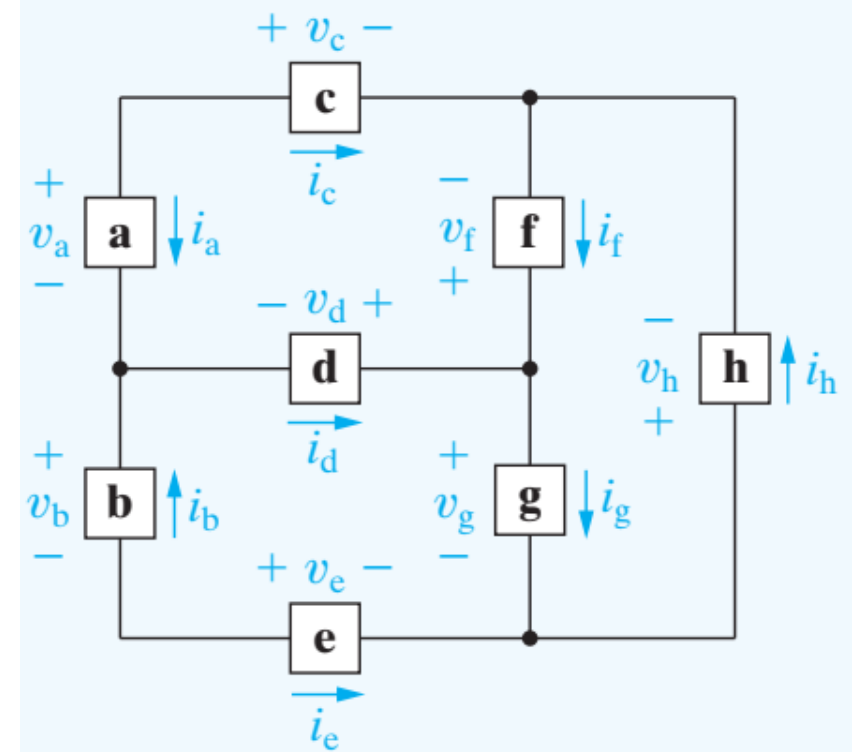 + v_c −
c
i_c
+
v_a
−
a
i_a
−
v_f
+
f
i_f
− v_d +
d
i_d
−
v_h
+
h
i_h
+
v_b
−
b
i_b
+
v_g
−
g
i_g
+ v_e −
e
i_e